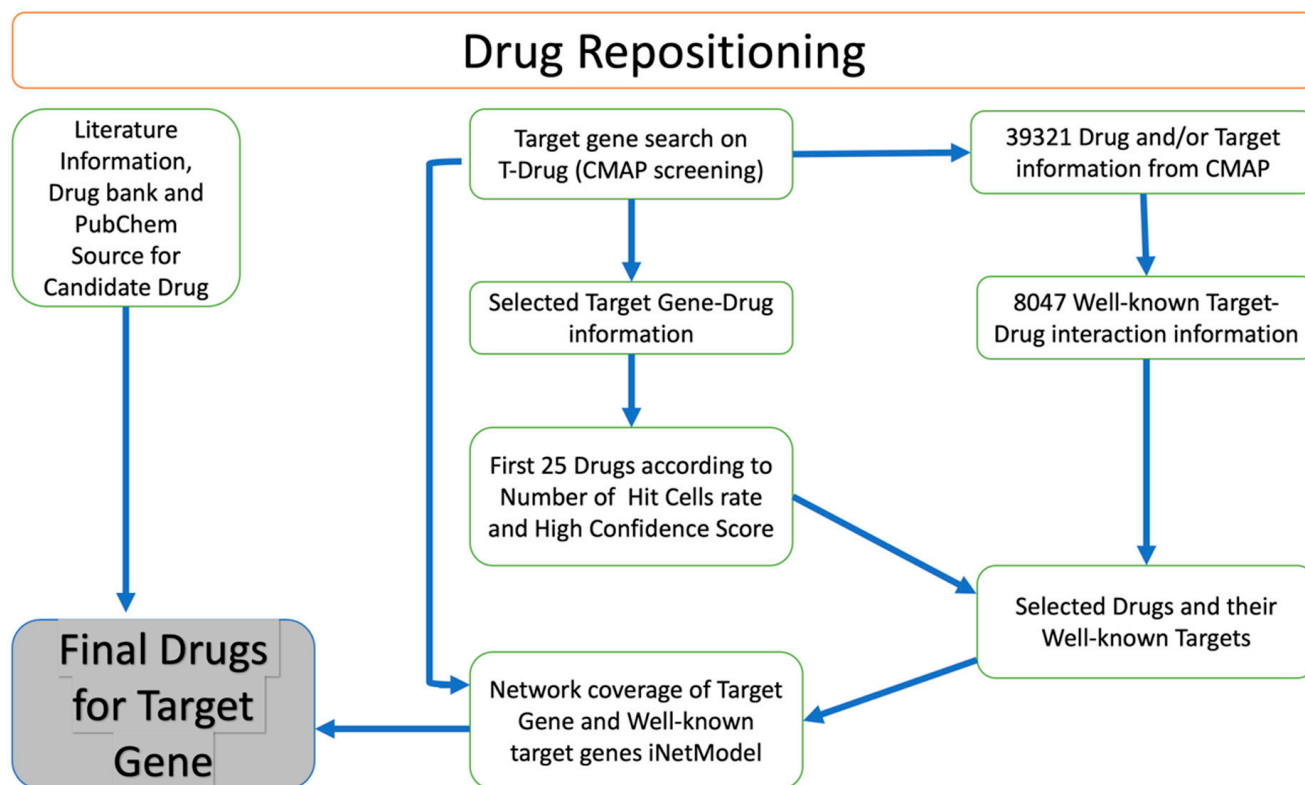 Drug Repositioning
Literature
Information,
Drug bank and
PubChem
Source for
Candidate Drug
Target gene search on
T-Drug (CMAP screening)
39321 Drug and/or Target
information from CMAP
Selected Target Gene-Drug
information
8047 Well-known Target-
Drug interaction information
First 25 Drugs according to
Number of Hit Cells rate
and High Confidence Score
Selected Drugs and their
Well-known Targets
Final Drugs
for Target
Gene
Network coverage of Target
Gene and Well-known
target genes iNetModel